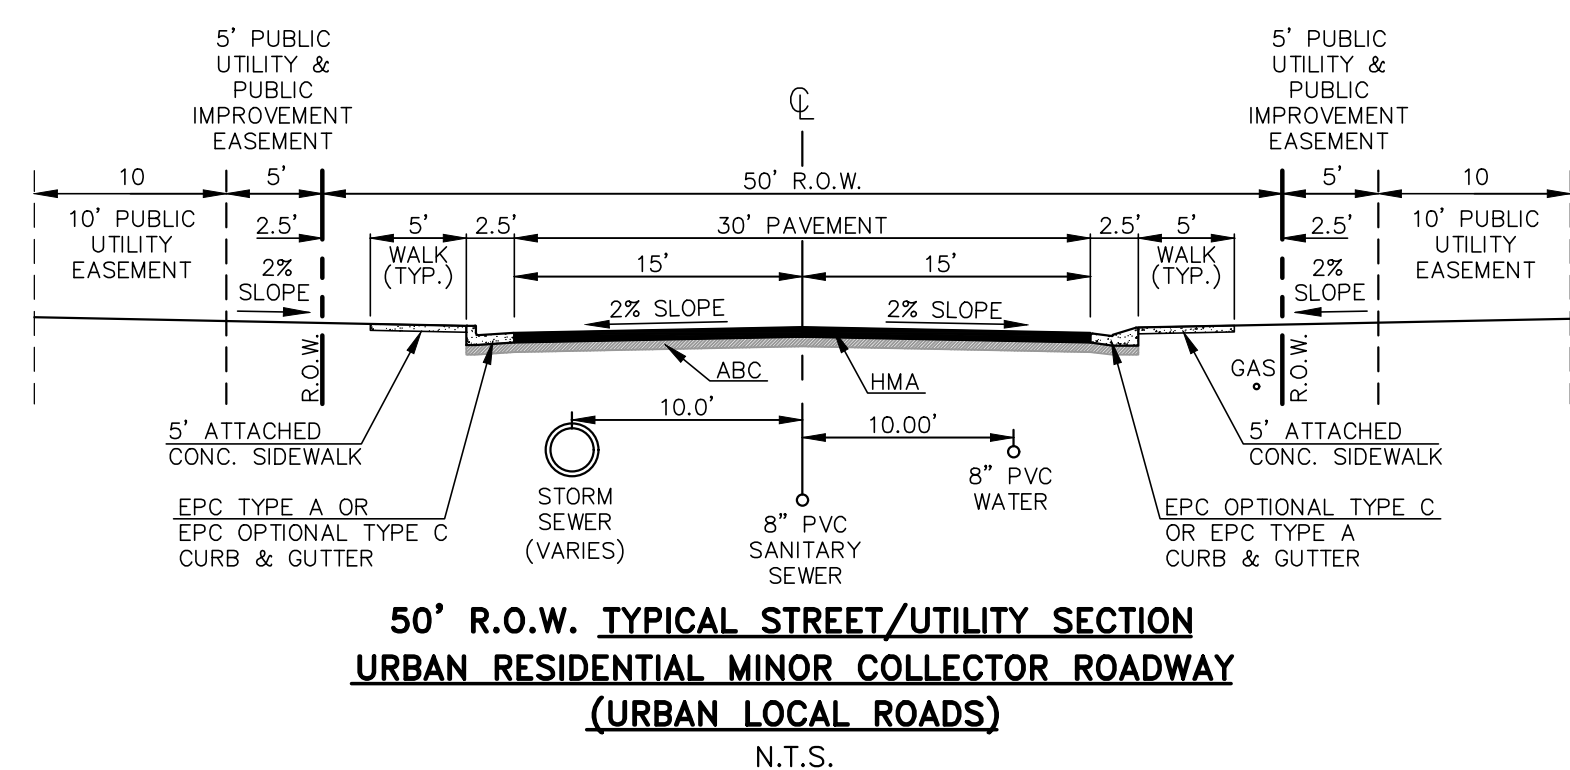 5' PUBLIC
UTILITY &
PUBLIC
IMPROVEMENT
EASEMENT
℄
5' PUBLIC
UTILITY &
PUBLIC
IMPROVEMENT
EASEMENT
10
5'
50' R.O.W.
5'
10
10' PUBLIC
UTILITY
EASEMENT
2.5'
5'
WALK
(TYP.)
2.5'
30' PAVEMENT
2.5'
5'
WALK
(TYP.)
2.5'
10' PUBLIC
UTILITY
EASEMENT
15'
15'
2%
SLOPE
2% SLOPE
2% SLOPE
2%
SLOPE
R.O.W.
ABC
HMA
GAS
R.O.W.
10.0'
10.00'
5' ATTACHED
CONC. SIDEWALK
5' ATTACHED
CONC. SIDEWALK
EPC TYPE A OR
EPC OPTIONAL TYPE C
CURB & GUTTER
STORM
SEWER
(VARIES)
8" PVC
SANITARY
SEWER
8" PVC
WATER
EPC OPTIONAL TYPE C
OR EPC TYPE A
CURB & GUTTER
50' R.O.W. TYPICAL STREET/UTILITY SECTION
URBAN RESIDENTIAL MINOR COLLECTOR ROADWAY
(URBAN LOCAL ROADS)
N.T.S.